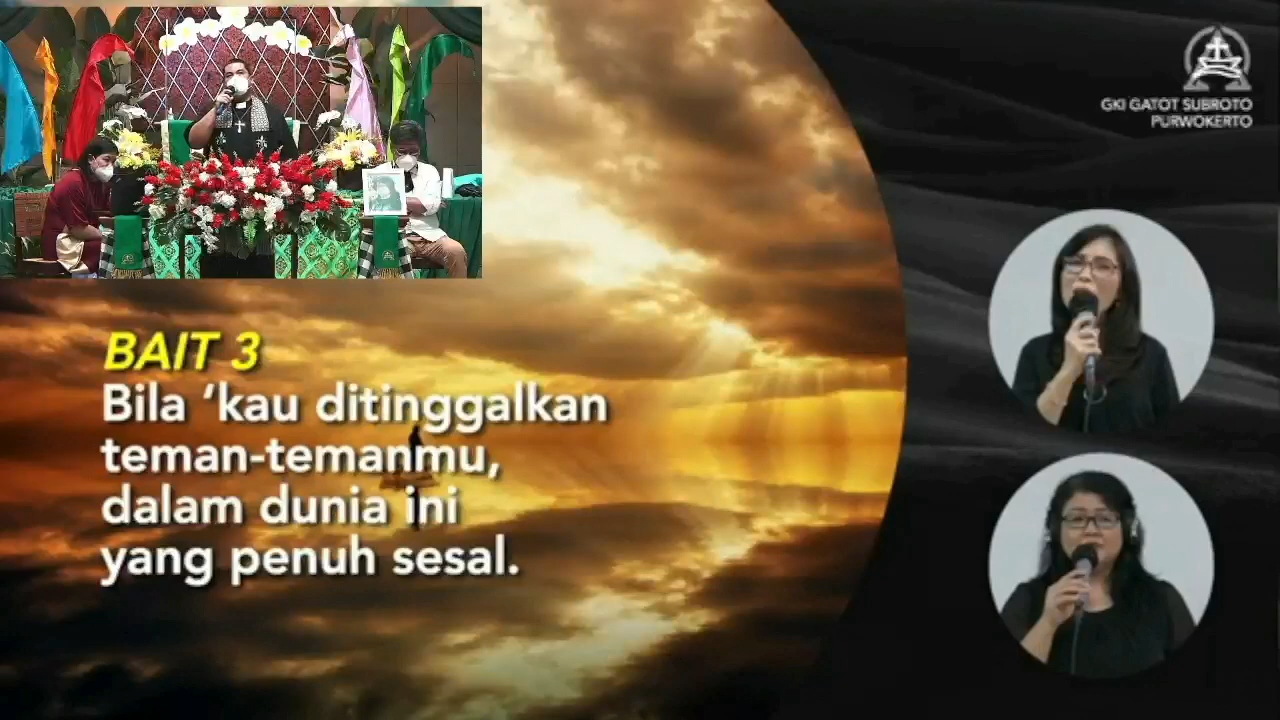 GKI GATOT SUBROTO
PURWOKERTO
BAIT 3
Bila ‘kau ditinggalkan
teman-temanmu,
dalam dunia ini
yang penuh sesal.